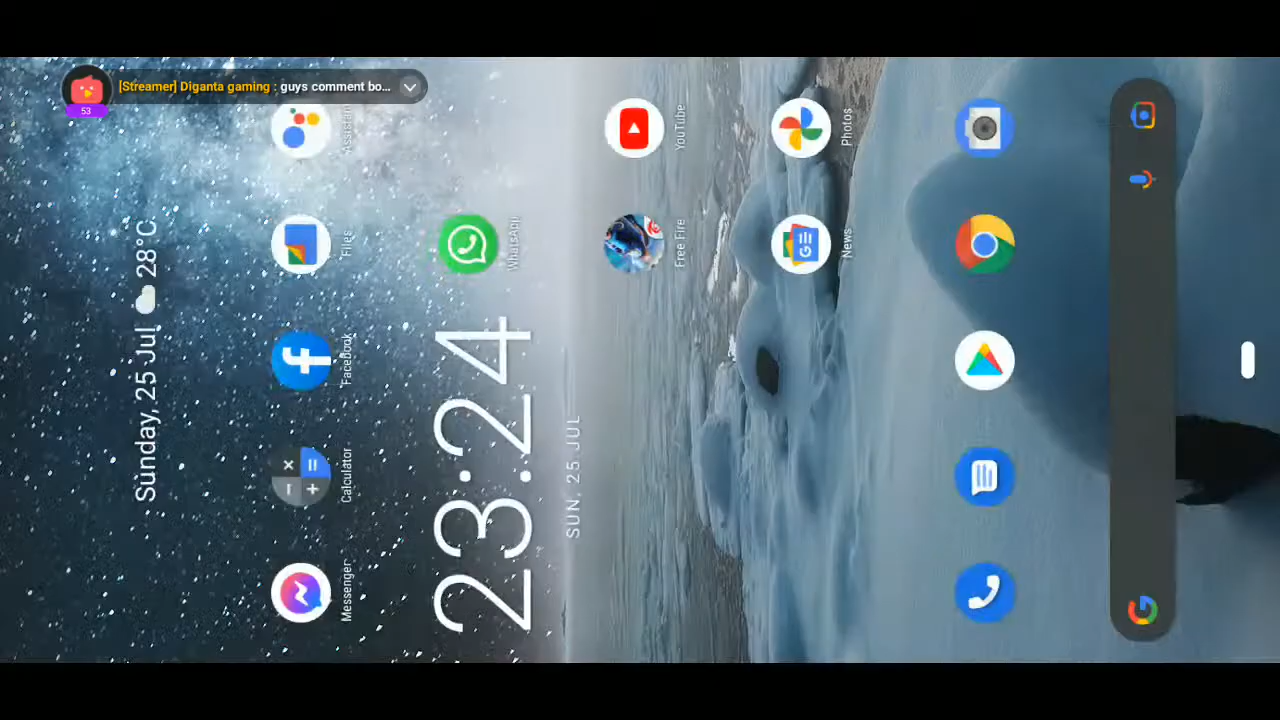 [Streamer] Diganta gaming : guys comment bo...
53
Sunday, 25 Jul 28°C
Messenger
Calculator
Facebook
Files
Assistan
23:24
SUN, 25 JUL
WhatsApp
Free Fire
YouTube
News
Photos